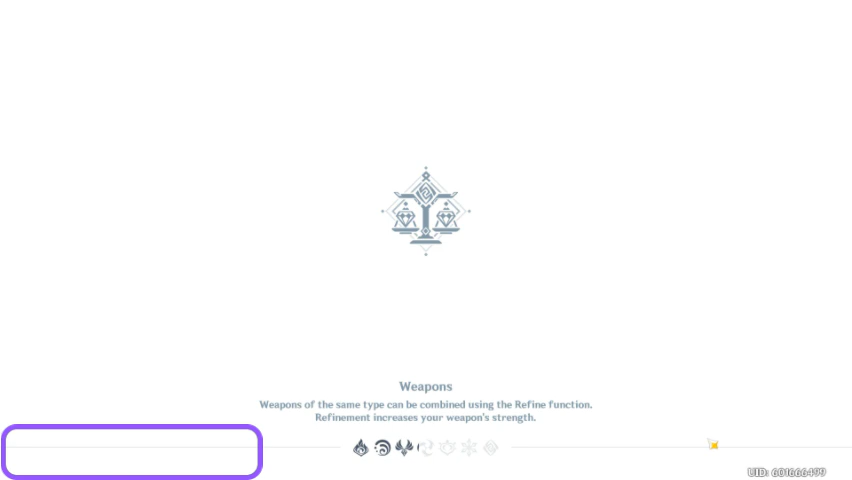 Weapons
Weapons of the same type can be combined using the Refine function.
Refinement increases your weapon's strength.
UID: 601666499